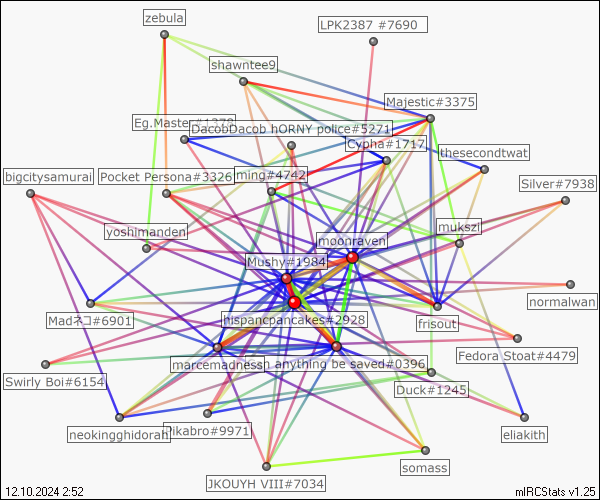 zebula
LPK2387 #7690
shawntee9
Majestic#3375
Eg.Master#1378
DacobDacob hORNY police#5271
Cypha#1717
thesecondtwat
bigcitysamurai
Pocket Persona#3326
ming#4742
Silver#7938
yoshimanden
mukszi
moonraven
Mushy#1984
normalwan
Madネコ#6901
hispancpancakes#2928
frisout
Fedora Stoat#4479
marcemadness
n anything be saved#0396
Swirly Boi#6154
Duck#1245
neokingghidorah
Pikabro#9971
eliakith
somass
JKOUYH VIII#7034
12.10.2024 2:52
mIRCStats v1.25